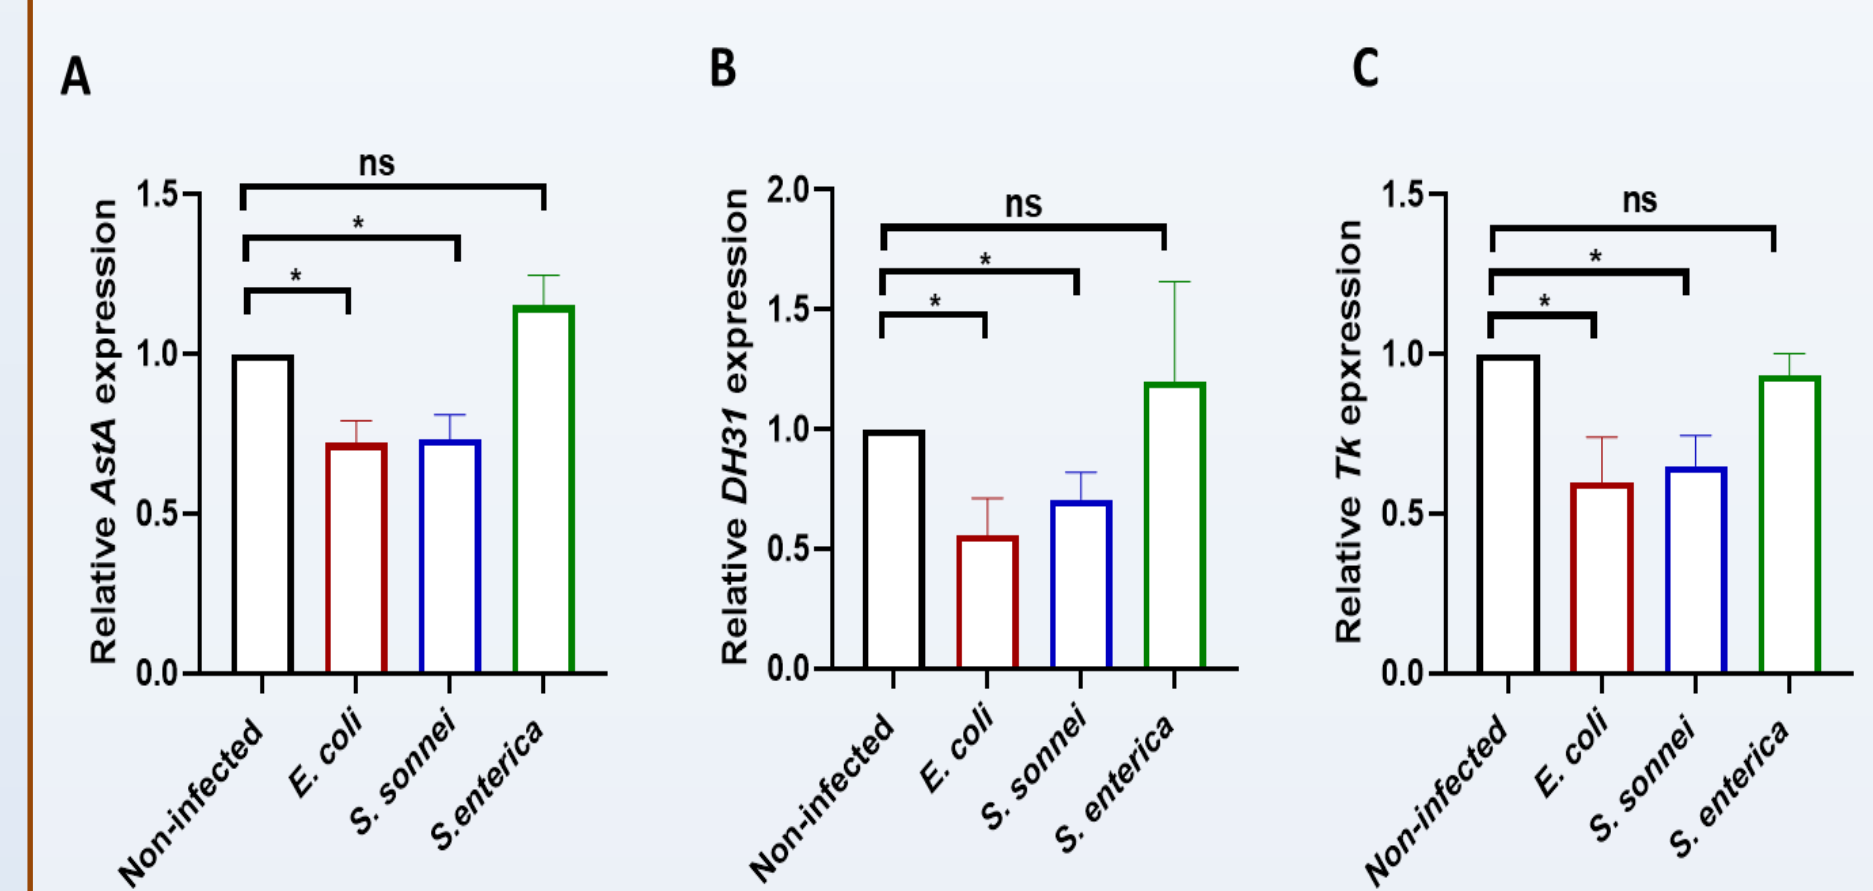 A
Relative AstA expression
1.5
1.0
0.5
0.0
ns
*
*
Non-infected
E. coli
S. sonnei
S.enterica
B
Relative DH31 expression
2.0
1.5
1.0
0.5
0.0
ns
*
*
Non-infected
E. coli
S. sonnei
S. enterica
C
Relative Tk epxression
1.5
1.0
0.5
0.0
ns
*
*
Non-infected
E. coli
S. sonnei
S. enterica